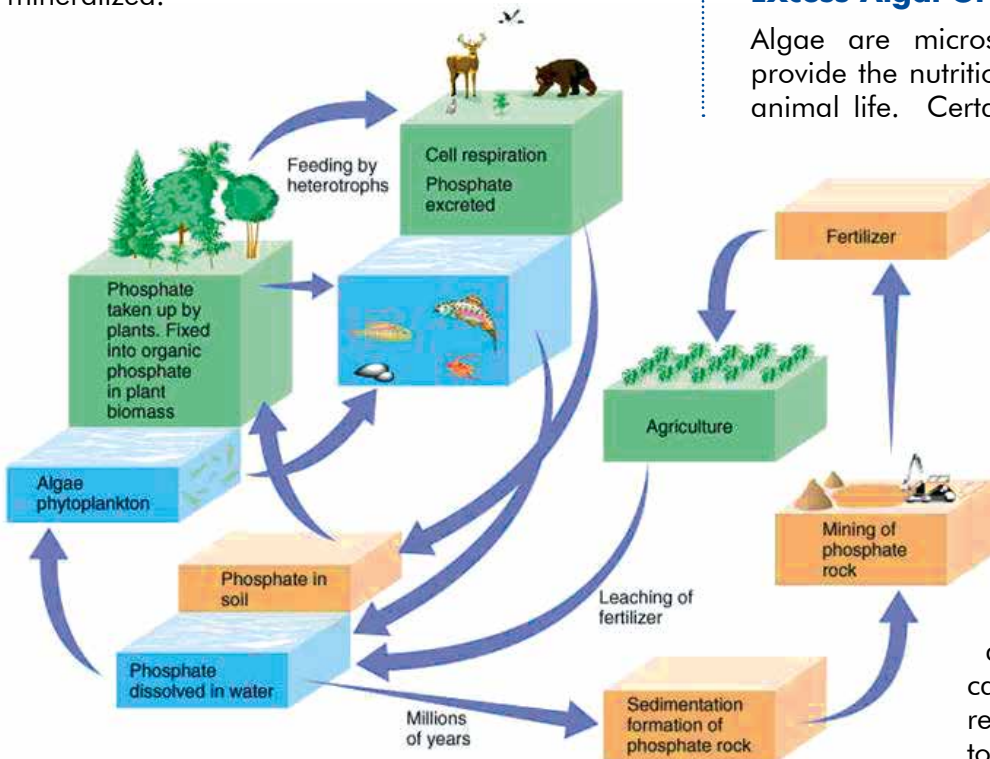 mineralized.
Algae are micros
provide the nutritio
animal life. Certa
Feeding by
heterotrophs
Cell respiration
Phosphate
excreted
Fertilizer
Phosphate
taken up by
plants. Fixed
into organic
phosphate
in plant
biomass
Agriculture
Algae
phytoplankton
Mining of
phosphate
rock
Phosphate in
soil
Leaching of
fertilizer
Phosphate
dissolved in water
Millions
of years
Sedimentation
formation of
phosphate rock
c
ca
re
to